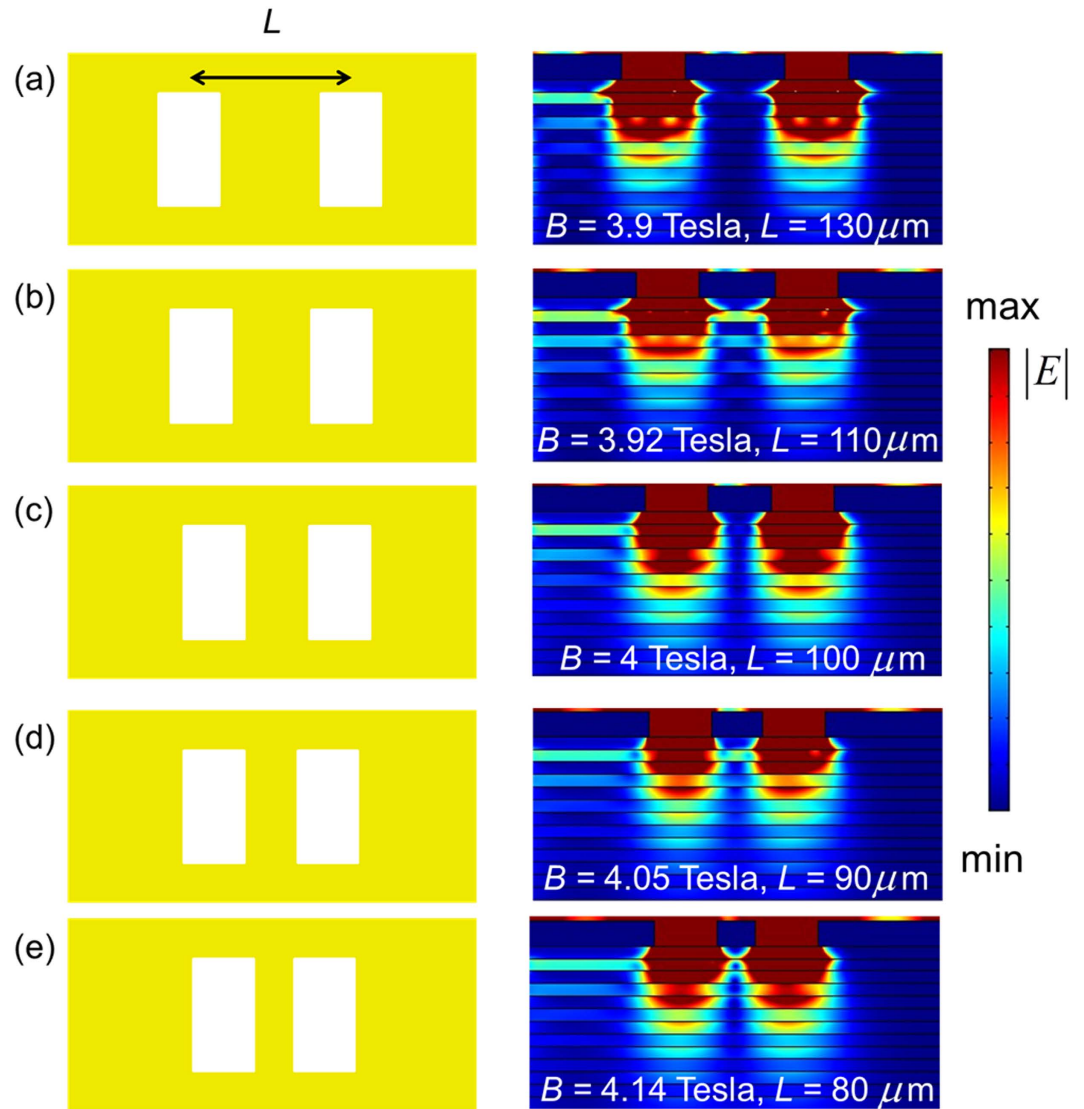 L
(a)
B = 3.9 Tesla, L = 130μm
(b)
B = 3.92 Tesla, L = 110μm
max
|E|
(c)
B = 4 Tesla, L = 100 μm
(d)
B = 4.05 Tesla, L = 90μm
min
(e)
B = 4.14 Tesla, L = 80 μm